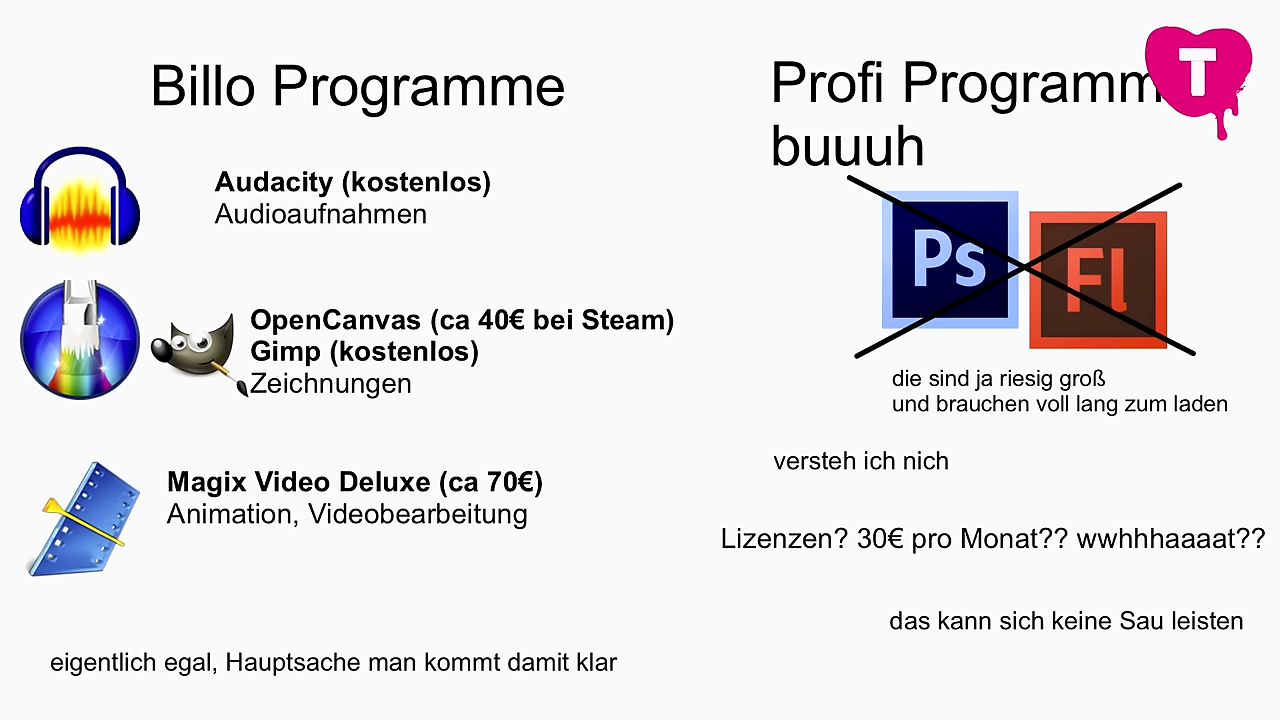 Billo Programme
Audacity (kostenlos)
Audioaufnahmen
OpenCanvas (ca 40€ bei Steam)
Gimp (kostenlos)
Zeichnungen
Magix Video Deluxe (ca 70€)
Animation, Videobearbeitung
eigentlich egal, Hauptsache man kommt damit klar
Profi
buuuh
T
Ps
Fl
die sind ja riesig groß
und brauchen voll lang zum laden
versteh ich nich
Lizenzen? 30€ pro Monat?? wwhhhaaaat??
das kann sich keine Sau leisten